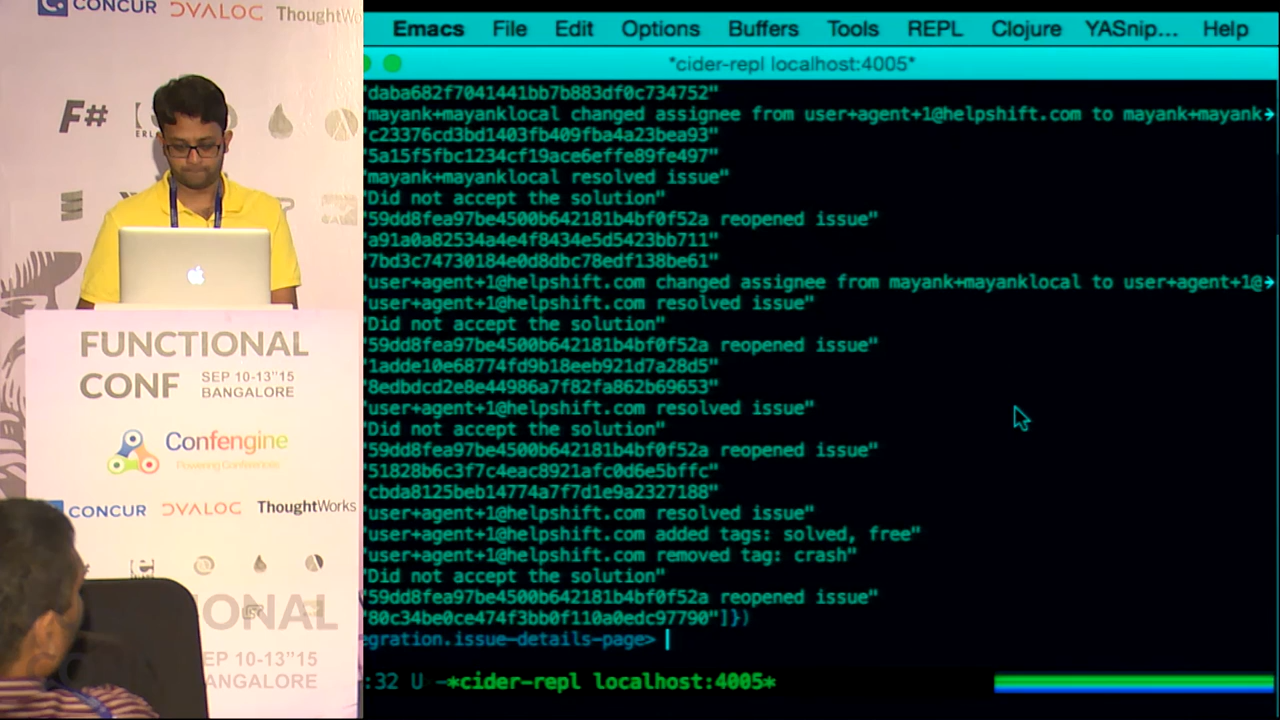 CONCUR DVALOG ThoughtWorks
F#
FUNCTIONAL
CONF SEP 10-13"15
BANGALORE
Confengine
Powering Conferences
CONCUR DVALOG ThoughtWorks
ONAL
EP 10-13"15
ANGALORE
Emacs File Edit Options Buffers Tools REPL Clojure YASnip... Help
*cider-repl localhost:4005*
"daba682f7041441bb7b883df0c734752"
"mayank+mayanklocal changed assignee from user+agent+1@helpshift.com to mayank+mayank
"c23376cd3bd1403fb409fba4a23bea93"
"5a15f5fbc1234cf19ace6effe89fe497"
"mayank+mayanklocal resolved issue"
"Did not accept the solution"
"59dd8fea97be4500b642181b4bf0f52a reopened issue"
"a91a0a82534a4e4f8434e5d5423bb711"
"7bd3c74730184e0d8dbc78edf138be61"
"user+agent+1@helpshift.com changed assignee from mayank+mayanklocal to user+agent+1@
"user+agent+1@helpshift.com resolved issue"
"Did not accept the solution"
"59dd8fea97be4500b642181b4bf0f52a reopened issue"
"1adde10e68774fd9b18eeb921d7a28d5"
"8edbdcd2e8e44986a7f82fa862b69653"
"user+agent+1@helpshift.com resolved issue"
"Did not accept the solution"
"59dd8fea97be4500b642181b4bf0f52a reopened issue"
"51828b6c3f7c4eac8921afc0d6e5bffc"
"cbda8125beb14774a7f7d1e9a2327188"
"user+agent+1@helpshift.com resolved issue"
"user+agent+1@helpshift.com added tags: solved, free"
"user+agent+1@helpshift.com removed tag: crash"
"Did not accept the solution"
"59dd8fea97be4500b642181b4bf0f52a reopened issue"
"80c34be0ce474f3bb0f110a0edc97790"]})
egration.issue-details-page>
:32 U -*cider-repl localhost:4005*